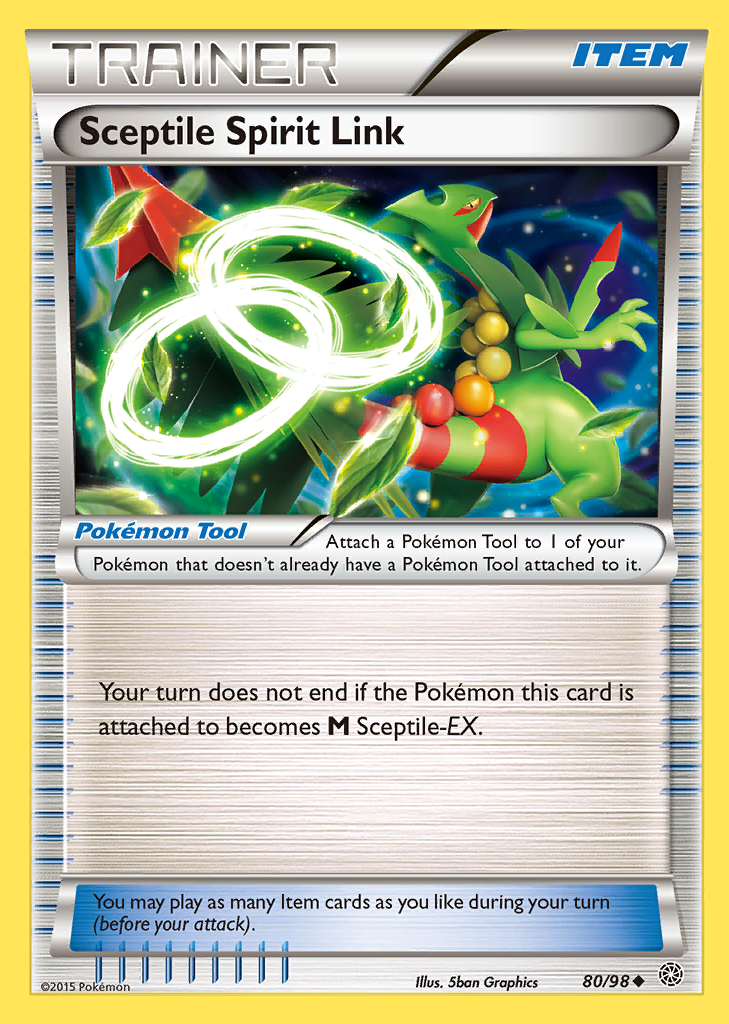 TRAINER
ITEM
Sceptile Spirit Link
Pokémon Tool
Attach a Pokémon Tool to 1 of your
Pokémon that doesn't already have a Pokémon Tool attached to it.
Your turn does not end if the Pokémon this card is
attached to becomes M Sceptile-EX.
You may play as many Item cards as you like during your turn
(before your attack).
©2015 Pokémon
Illus. 5ban Graphics
80/98